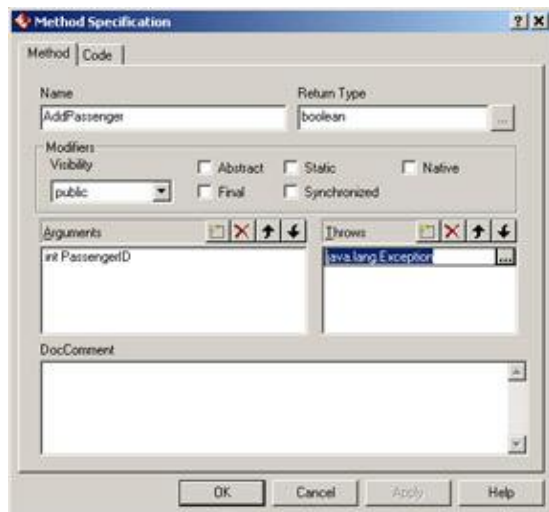 Method Specification
Method Code
Name Return Type
AddPassenger boolean ...
Modifiers
Visibility Abstract Static Native
public Final Synchronized
Arguments Throws
int PassengerID java.lang.Exception ...
DocComment
OK Cancel Apply Help